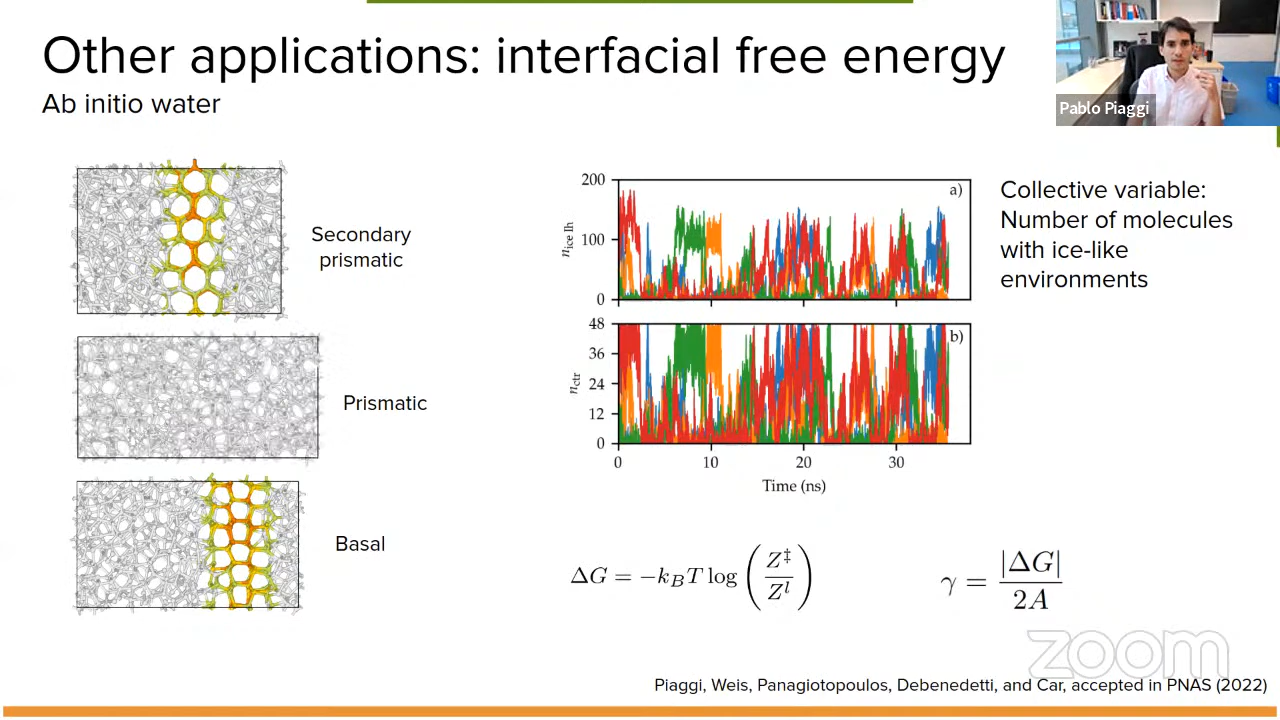 Other applications: interfacial free energy
Ab initio water
Pablo Piaggi
Secondary
prismatic
Prismatic
Basal
200
100
0
n_ice Ih
a)
48
36
24
12
0
n_ctr
b)
0 10 20 30
Time (ns)
Collective variable:
Number of molecules
with ice-like
environments
ΔG = −k_B T log (Z^‡ / Z^l)
γ = |ΔG| / 2A
zoom
Piaggi, Weis, Panagiotopoulos, Debenedetti, and Car, accepted in PNAS (2022)